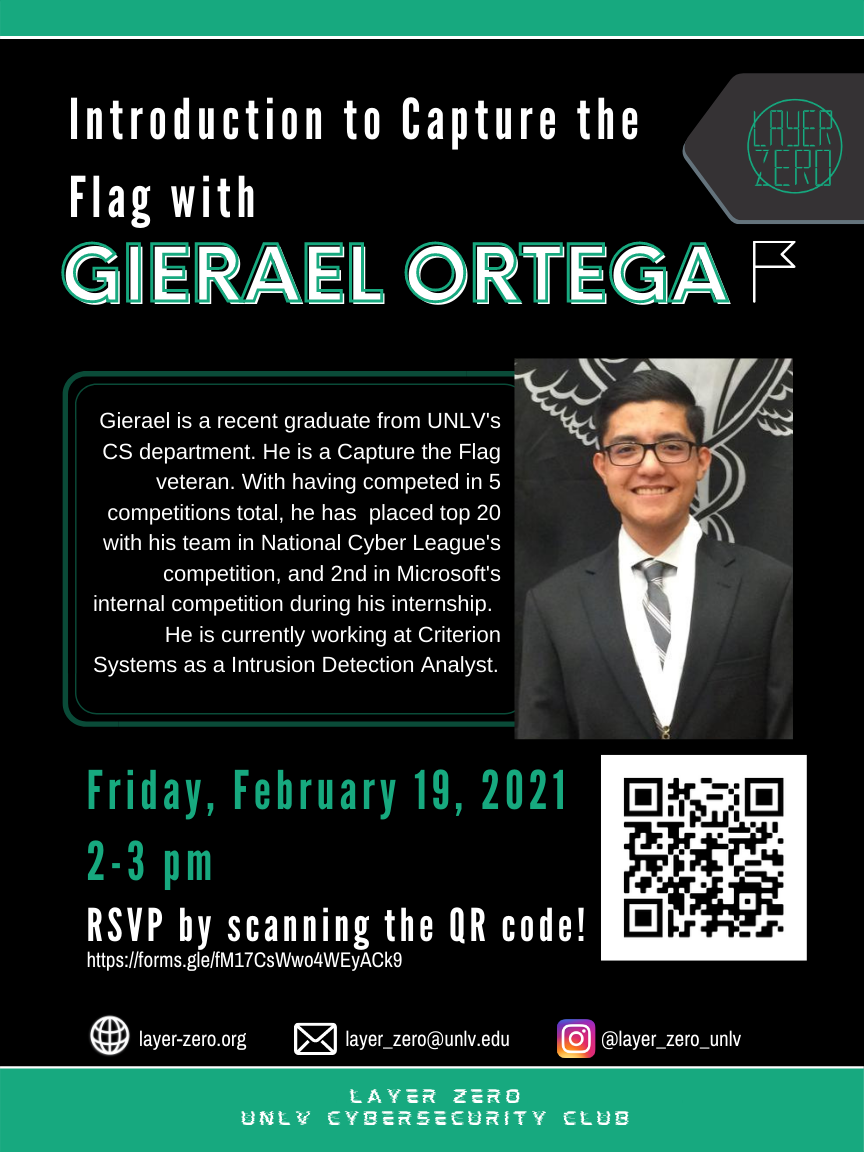 Introduction to Capture the
LAYER
ZERO
Flag with
GIERAEL ORTEGA
Gierael is a recent graduate from UNLV's
CS department. He is a Capture the Flag
veteran. With having competed in 5
competitions total, he has  placed top 20
with his team in National Cyber League's
competition, and 2nd in Microsoft's
internal competition during his internship.
He is currently working at Criterion
Systems as a Intrusion Detection Analyst.
Friday, February 19, 2021
2-3 pm
RSVP by scanning the QR code!
https://forms.gle/fM17CsWwo4WEyACk9
layer-zero.org
layer_zero@unlv.edu
@layer_zero_unlv
LAYER ZERO
UNLV CYBERSECURITY CLUB